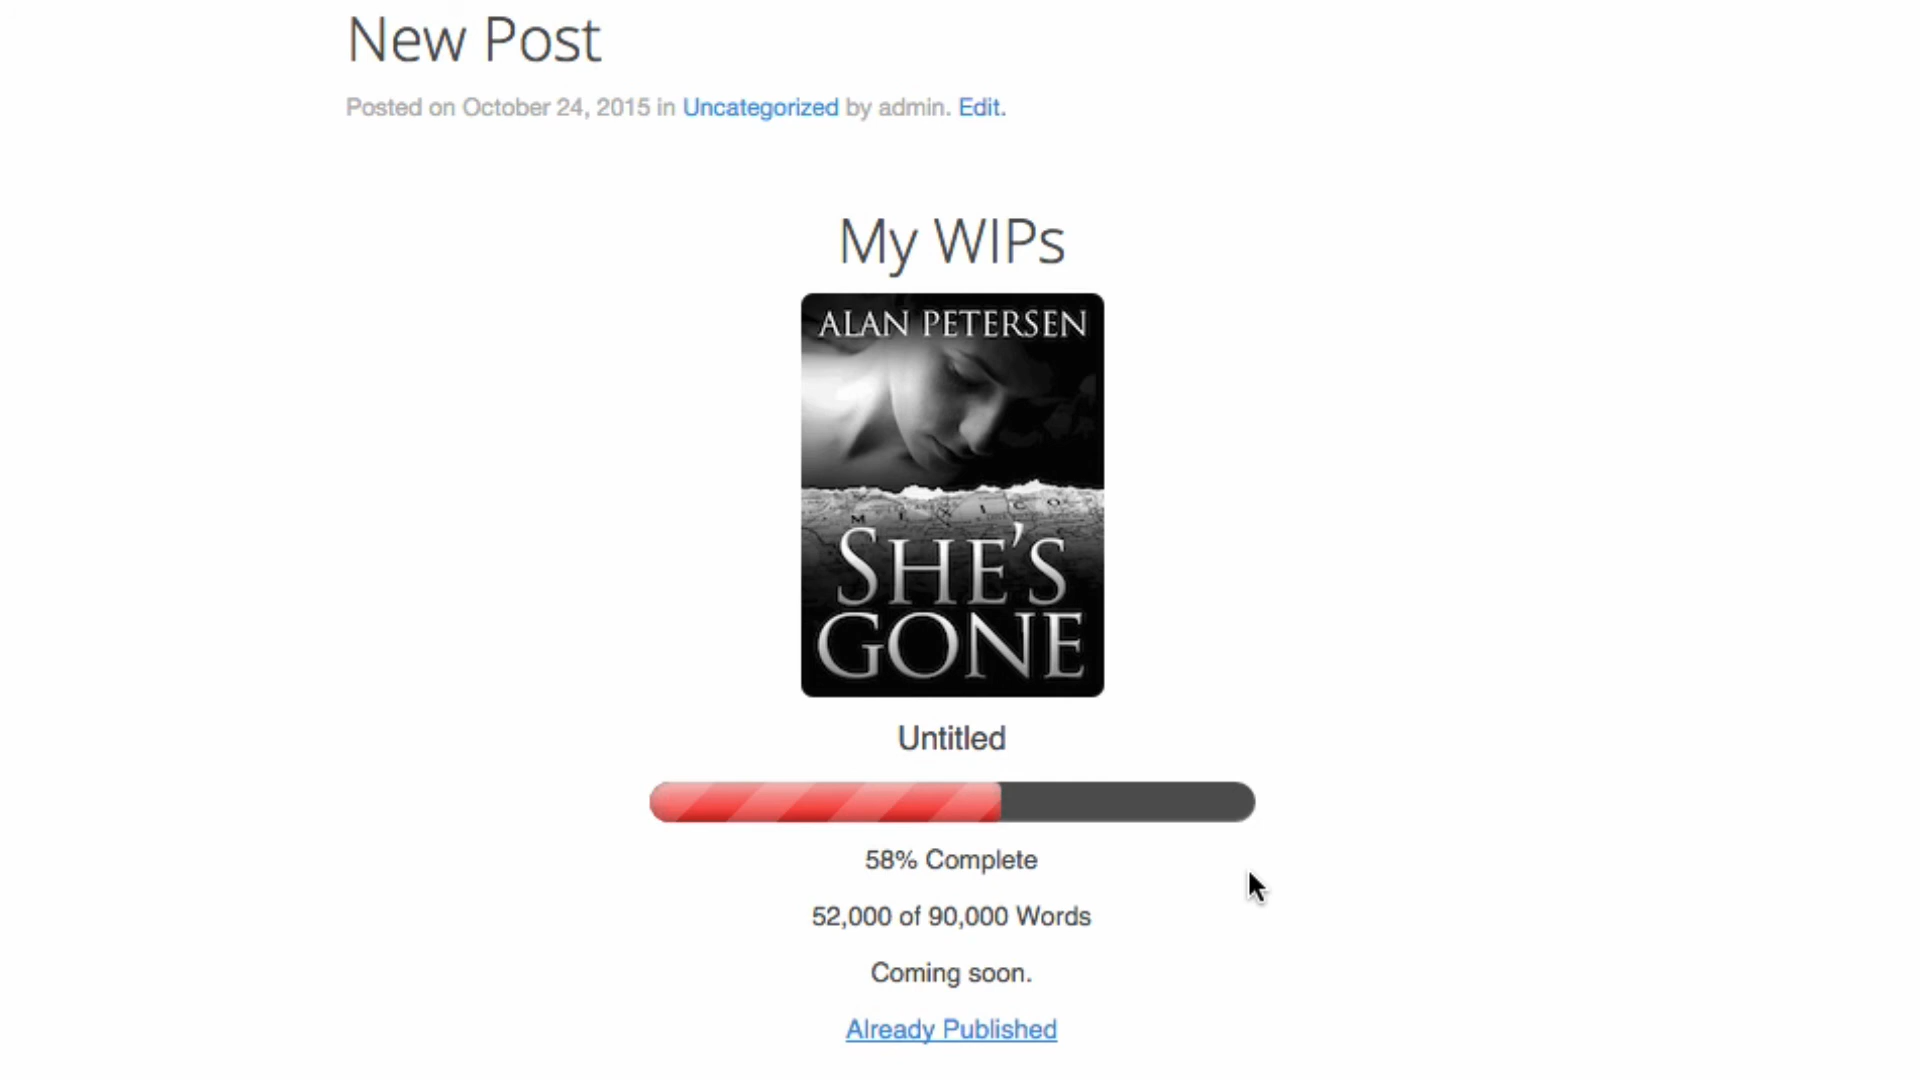 New Post
Posted on October 24, 2015 in Uncategorized by admin. Edit.
My WIPs
ALAN PETERSEN
M E X I C O
SHE'S
GONE
Untitled
58% Complete
52,000 of 90,000 Words
Coming soon.
Already Published